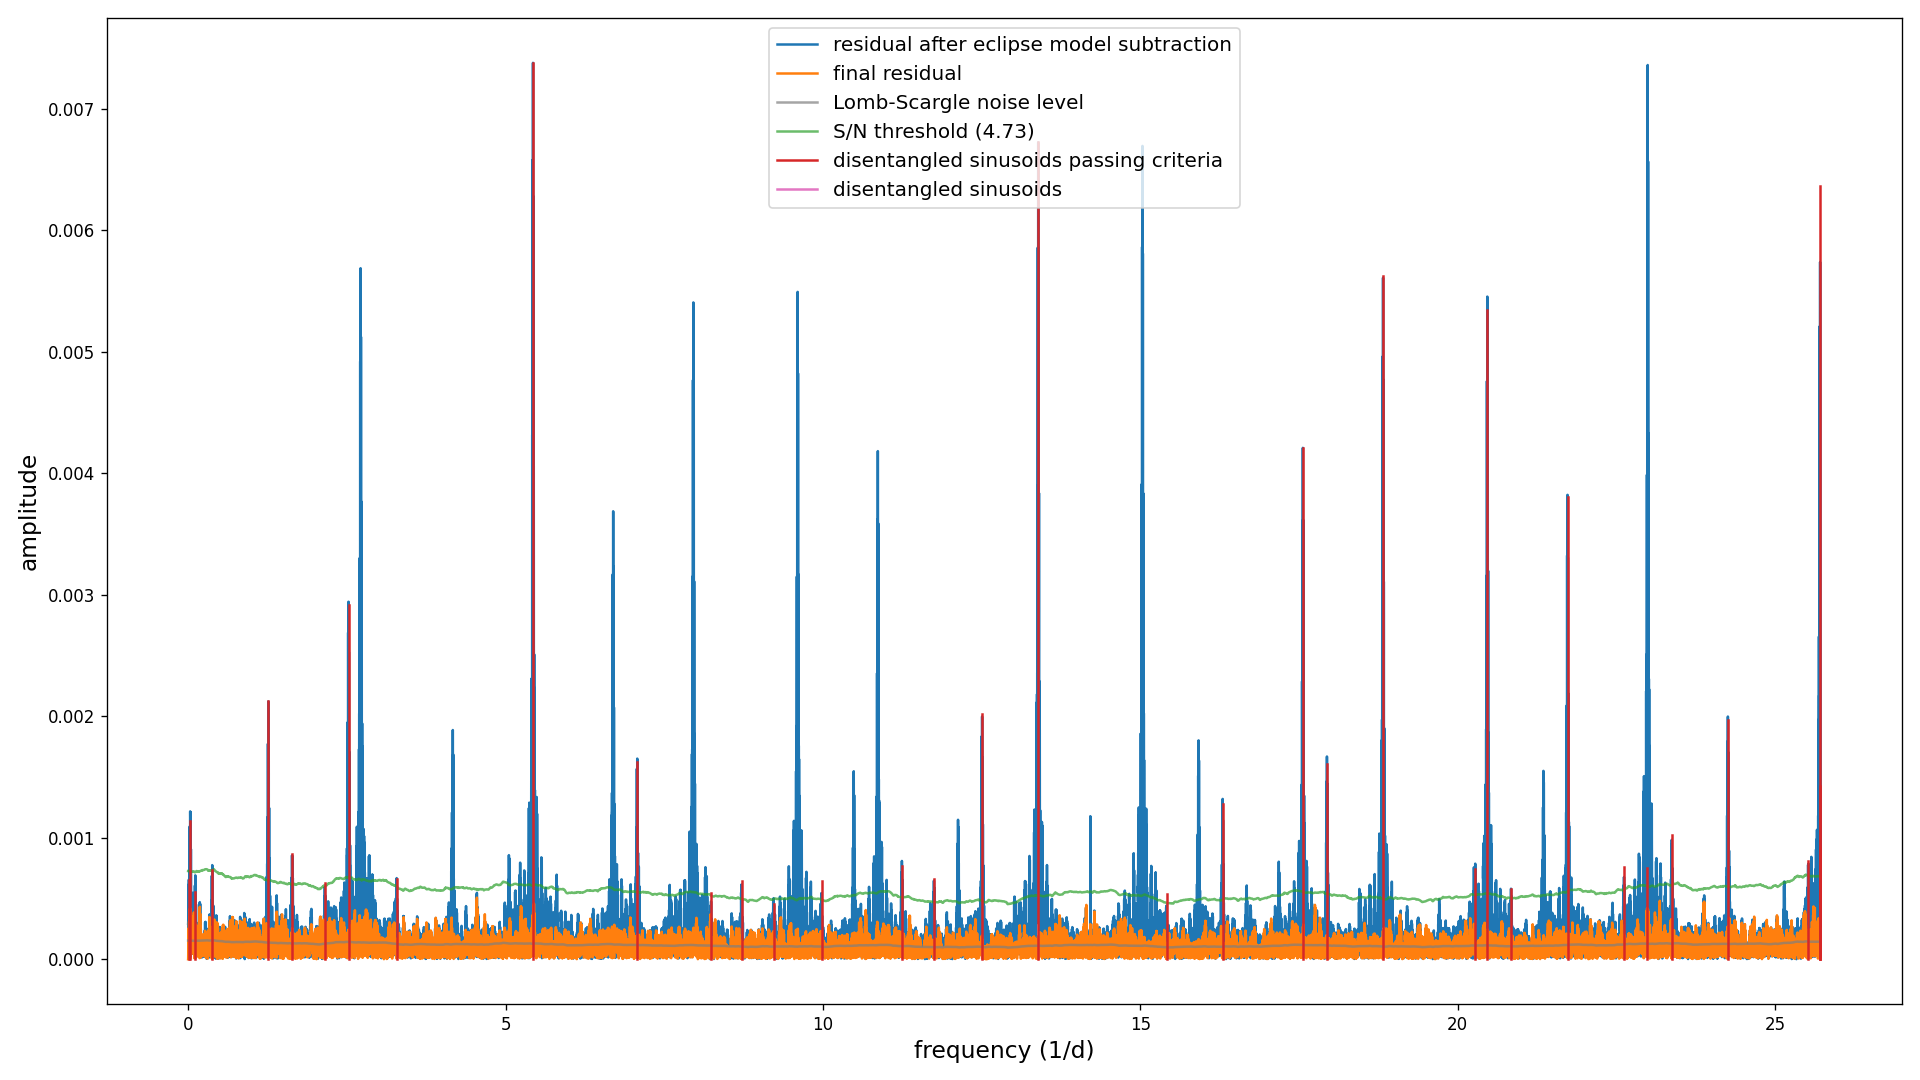 residual after eclipse model subtraction
final residual
Lomb-Scargle noise level
S/N threshold (4.73)
disentangled sinusoids passing criteria
disentangled sinusoids
0.007
0.006
0.005
0.004
0.003
0.002
0.001
0.000
amplitude
0 5 10 15 20 25
frequency (1/d)